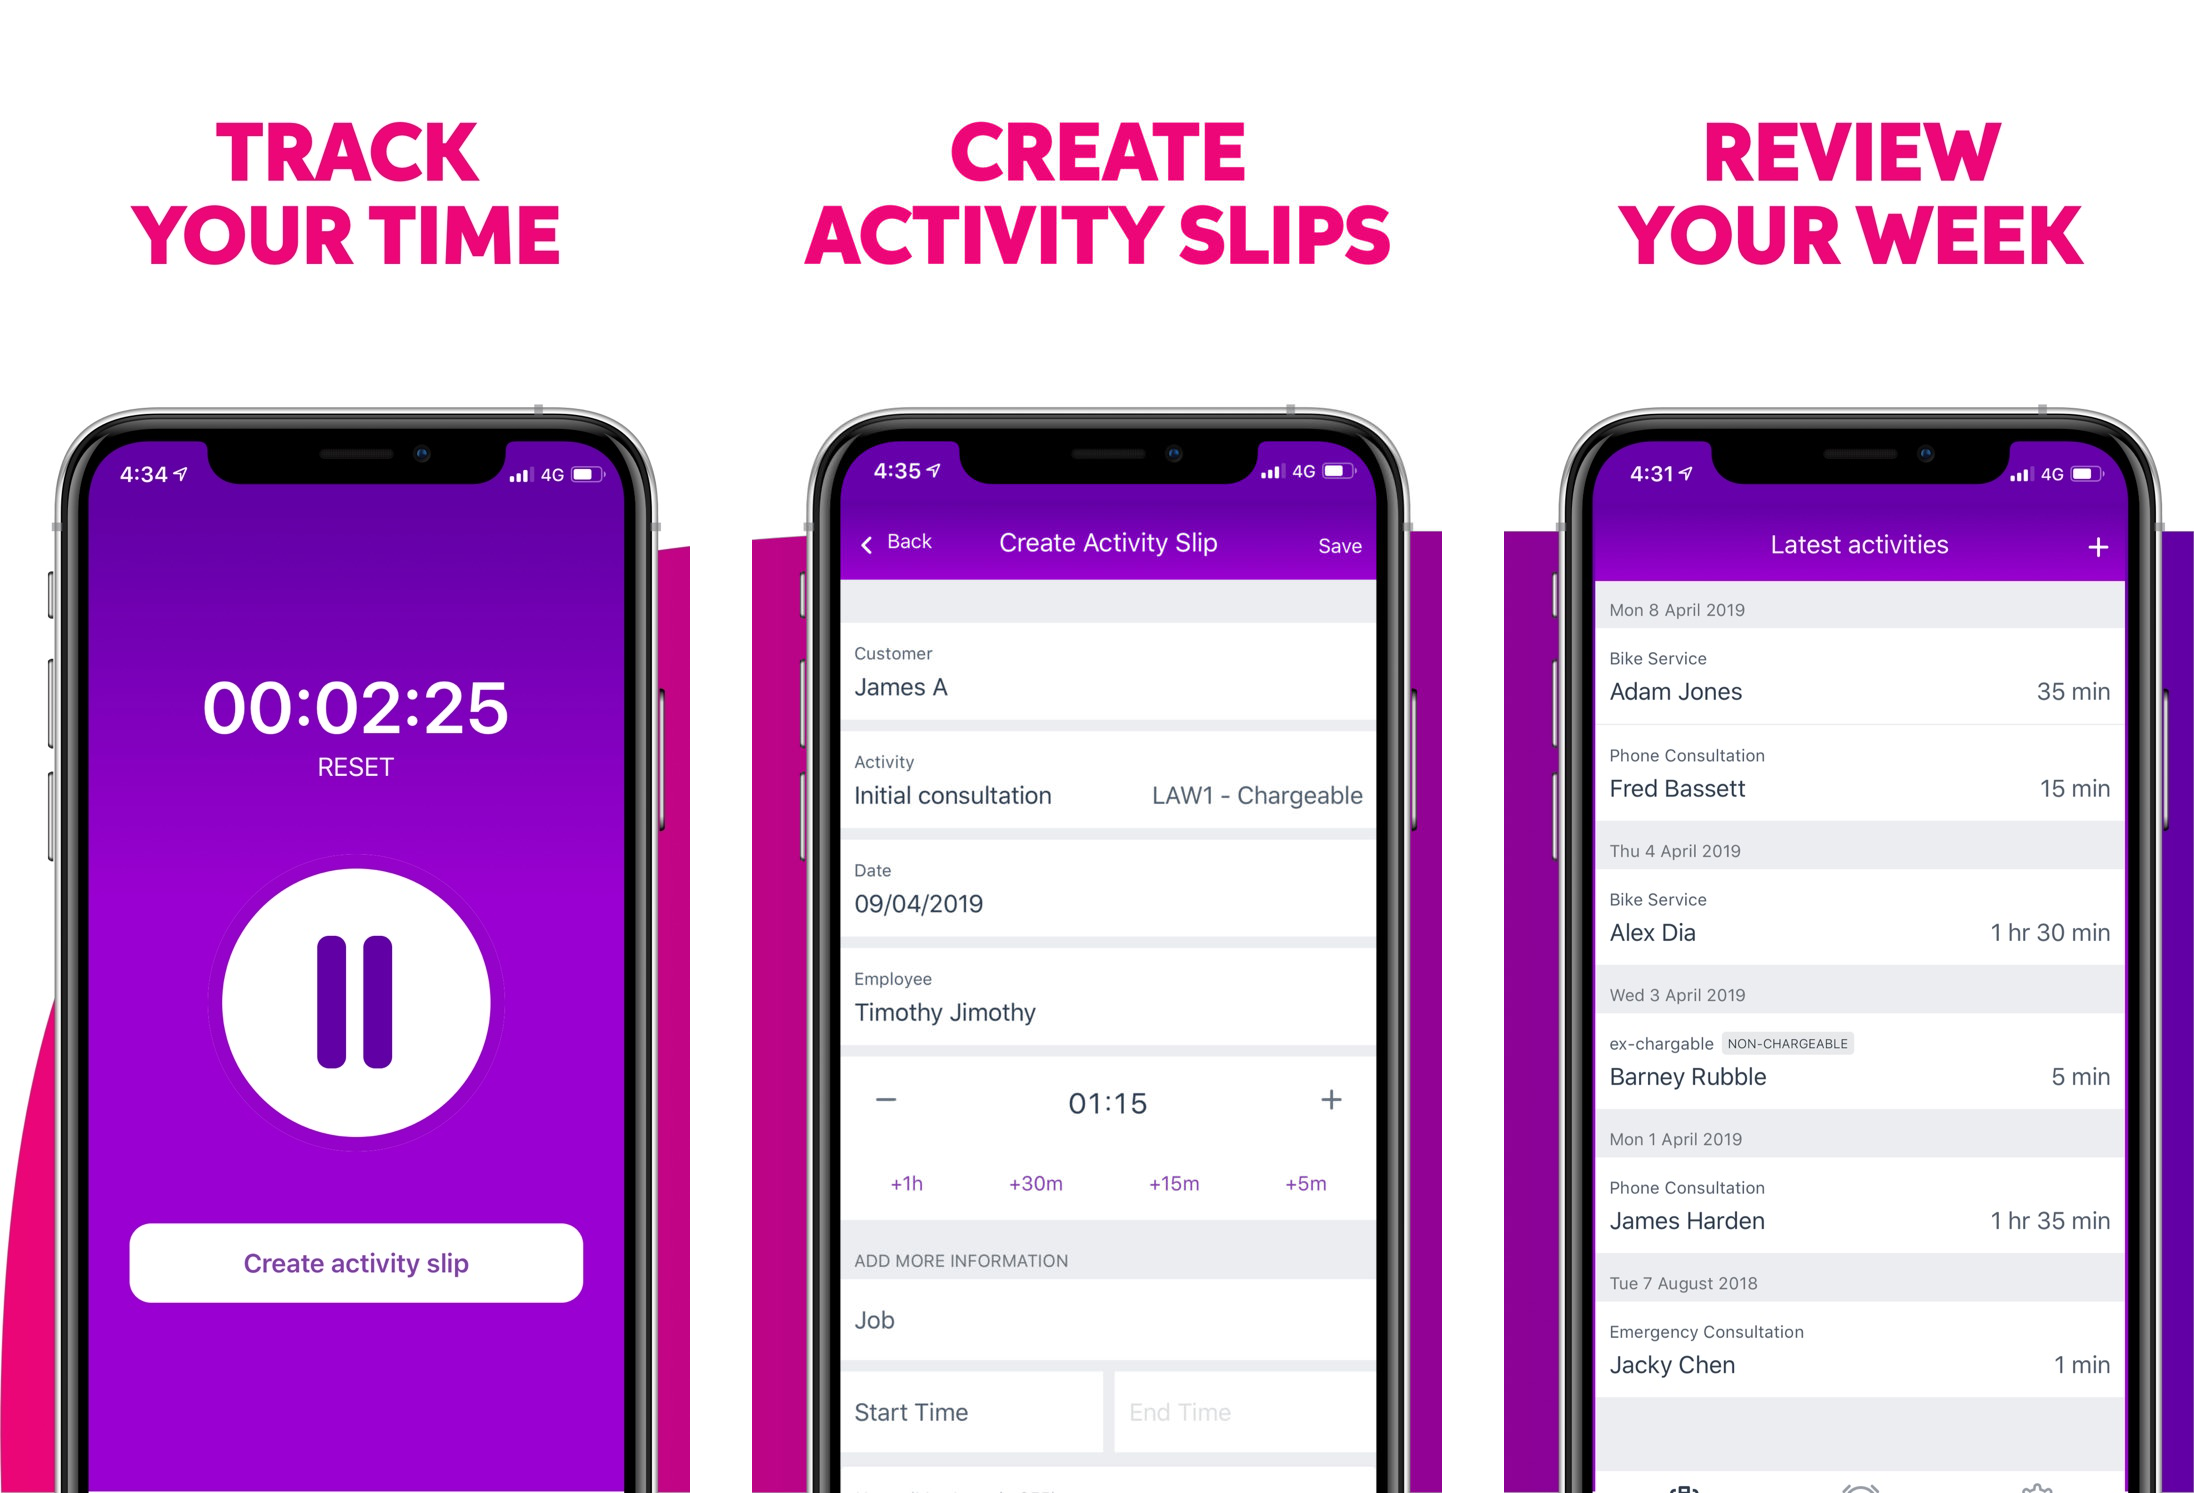 TRACK
YOUR TIME
4:34
4G
00:02:25
RESET
Create activity slip
CREATE
ACTIVITY SLIPS
4:35
4G
Back
Create Activity Slip
Save
Customer
James A
Activity
Initial consultation
LAW1 - Chargeable
Date
09/04/2019
Employee
Timothy Jimothy
01:15
+1h
+30m
+15m
+5m
ADD MORE INFORMATION
Job
Start Time
End Time
REVIEW
YOUR WEEK
4:31
4G
Latest activities
Mon 8 April 2019
Bike Service
Adam Jones
35 min
Phone Consultation
Fred Bassett
15 min
Thu 4 April 2019
Bike Service
Alex Dia
1 hr 30 min
Wed 3 April 2019
ex-chargable NON-CHARGEABLE
Barney Rubble
5 min
Mon 1 April 2019
Phone Consultation
James Harden
1 hr 35 min
Tue 7 August 2018
Emergency Consultation
Jacky Chen
1 min